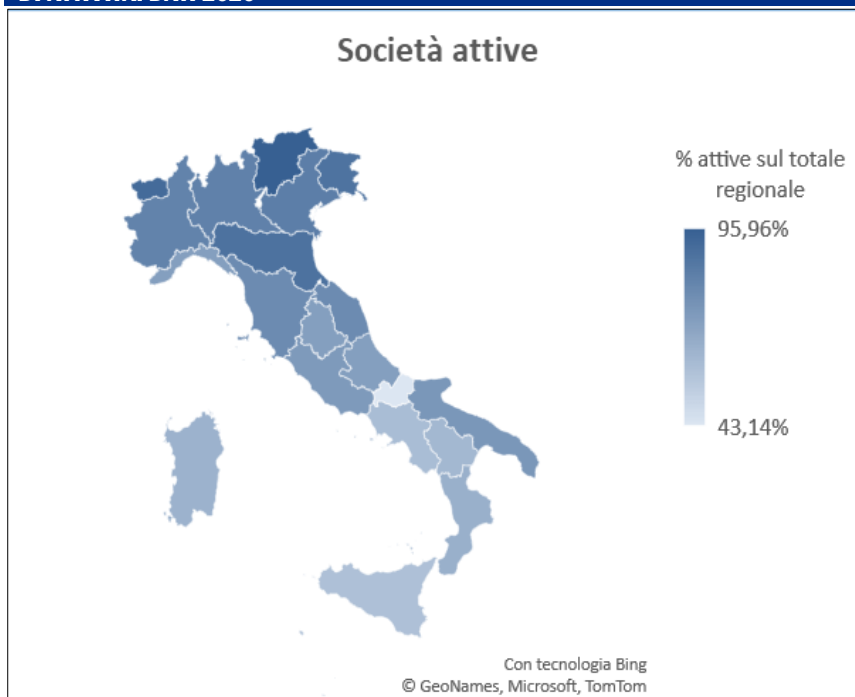 Società attive
% attive sul totale
regionale
95,96%
43,14%
Con tecnologia Bing
© GeoNames, Microsoft, TomTom